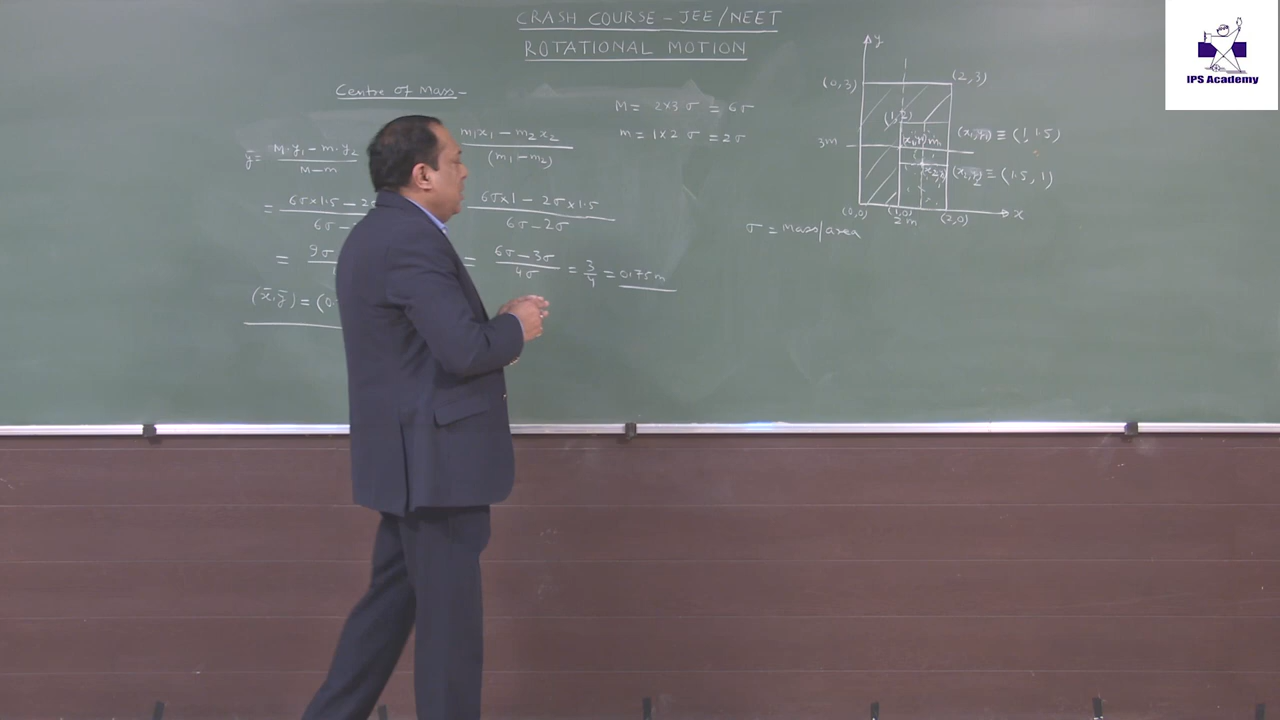 CRASH COURSE - JEE/NEET
ROTATIONAL MOTION
IPS Academy
Centre of Mass -
M = 2×3 σ = 6σ
m = 1×2 σ = 2σ
ȳ = M·y₁ - m·y₂
M - m
m₁x₁ - m₂x₂
(m₁ - m₂)
= 6σ×1.5 - 2
6σ -
6σ×1 - 2σ×1.5
6σ - 2σ
= 9σ
= 6σ - 3σ
4σ
= 3/4 = 0.75m
(x̄, ȳ) = (0.
y
(0,3)
(2,3)
(1,2)
3m
m
(x₁,y₁) ≡ (1, 1.5)
(x₂,y₂) ≡ (1.5, 1)
(0,0)
(1,0)
(2,0)
x
2m
σ = Mass/area